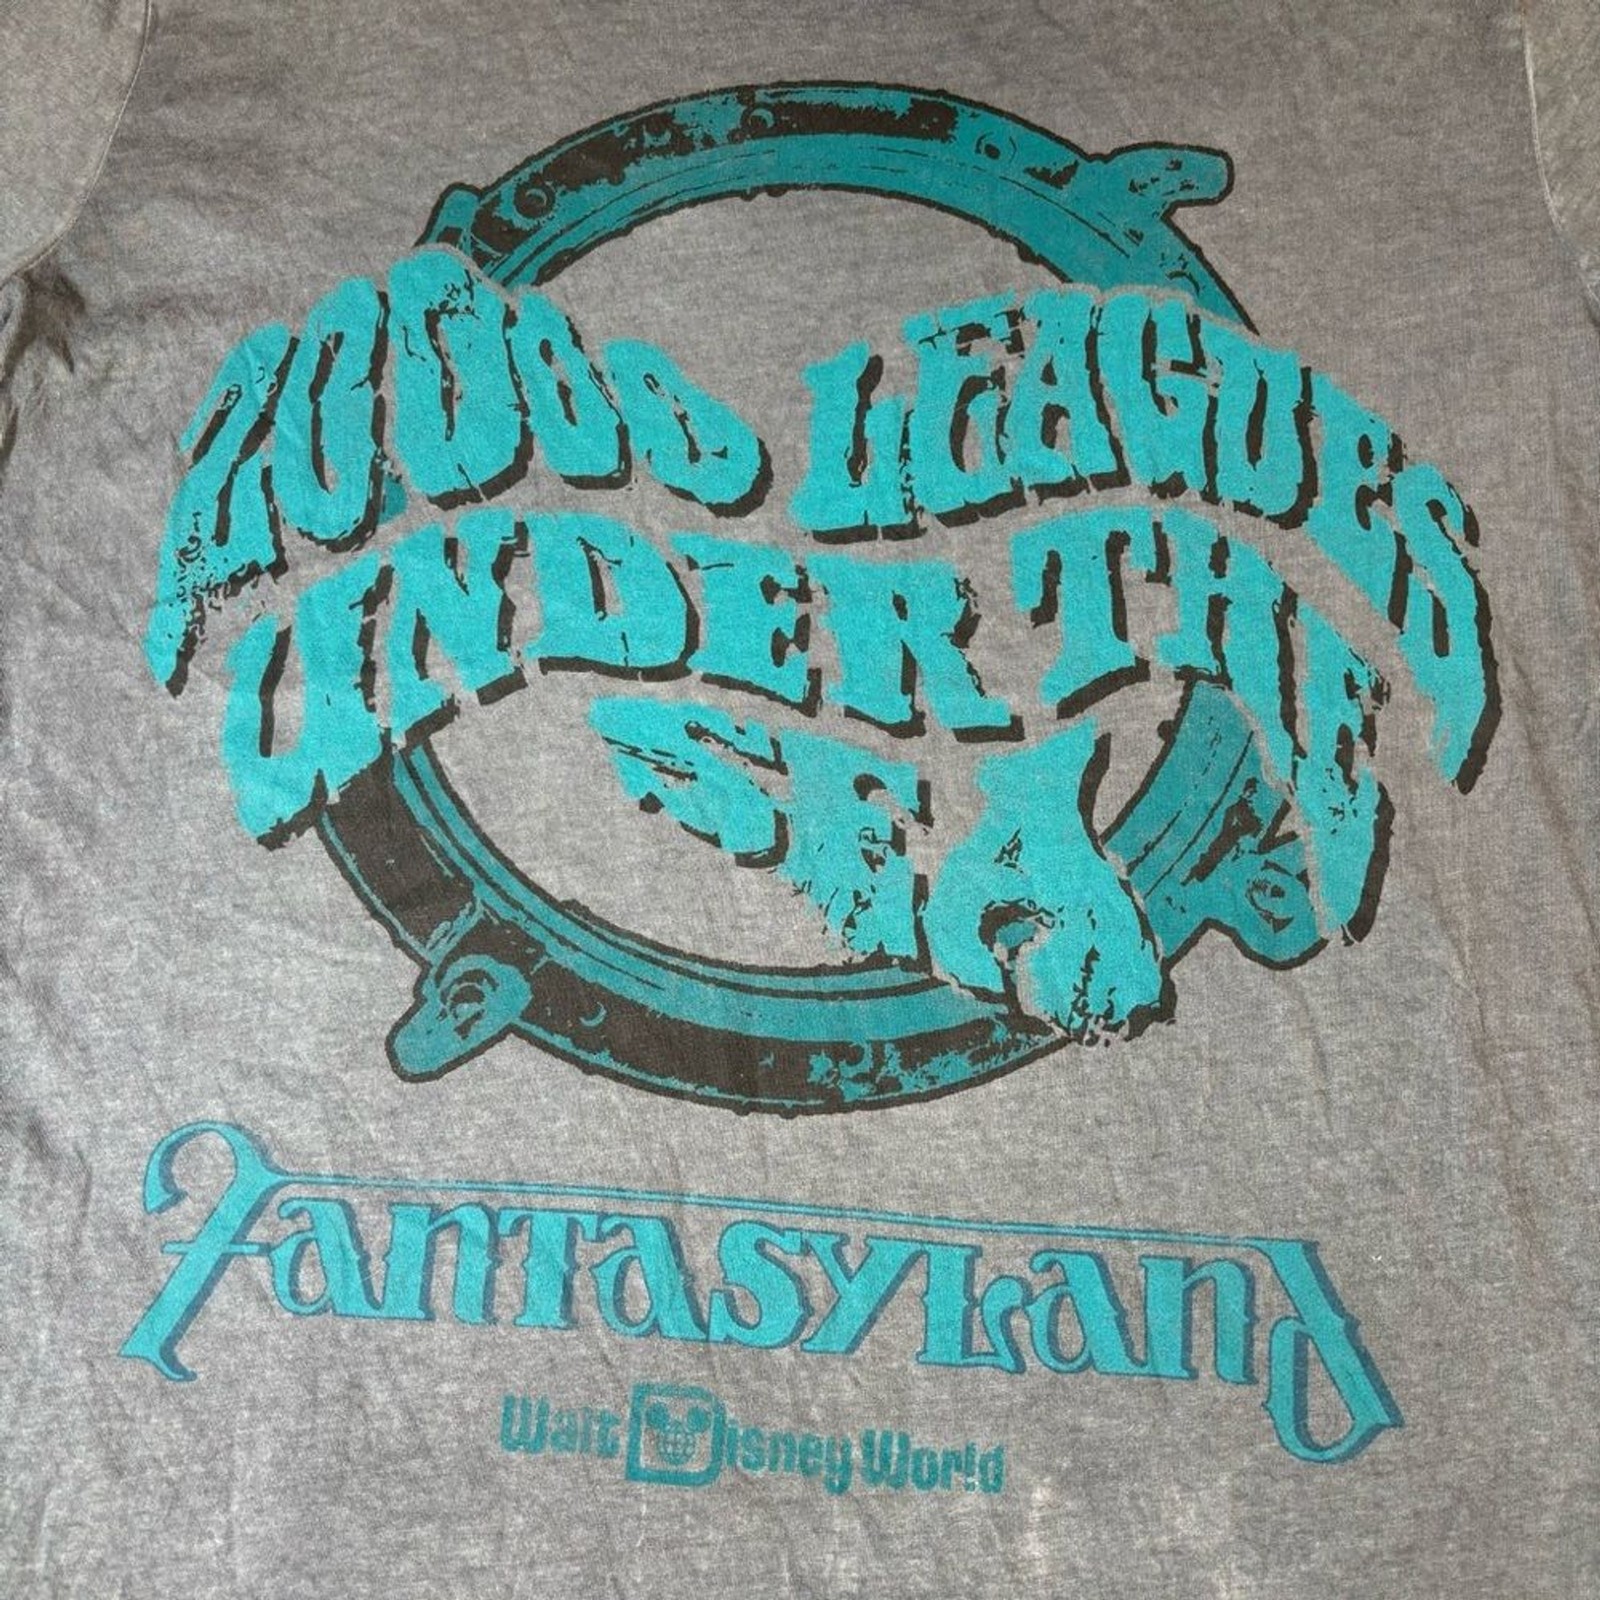 20000 LEAGUES
UNDER THE
SEA
FANTASYLAND
Walt Disney World